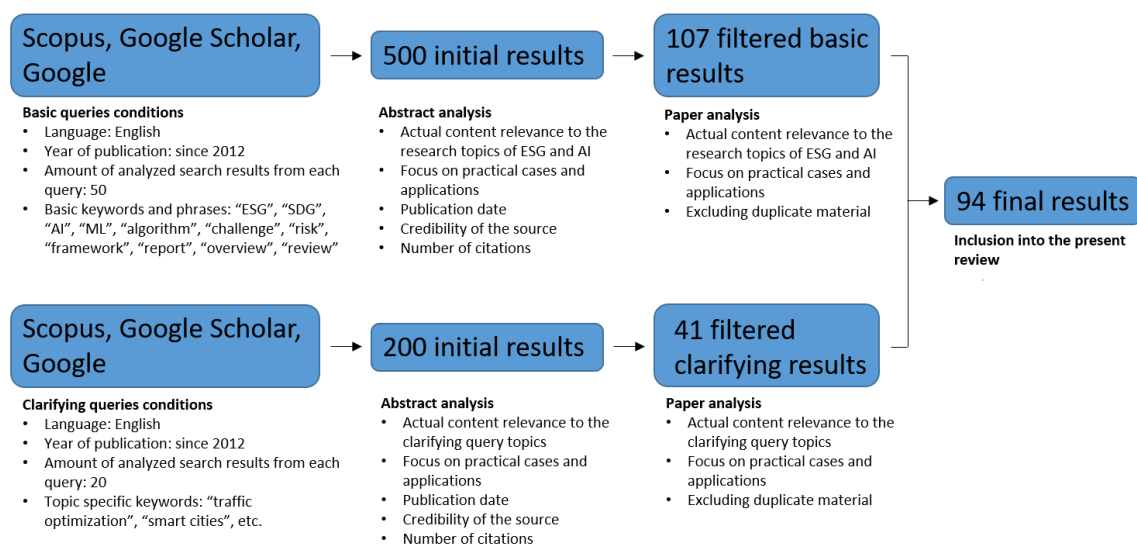 Scopus, Google Scholar,
Google
Basic queries conditions
• Language: English
• Year of publication: since 2012
• Amount of analyzed search results from each
query: 50
• Basic keywords and phrases: “ESG”, “SDG”,
“AI”, “ML”, “algorithm”, “challenge”, “risk”,
“framework”, “report”, “overview”, “review”
500 initial results
Abstract analysis
• Actual content relevance to the
research topics of ESG and AI
• Focus on practical cases and
applications
• Publication date
• Credibility of the source
• Number of citations
107 filtered basic
results
Paper analysis
• Actual content relevance to the
research topics of ESG and AI
• Focus on practical cases and
applications
• Excluding duplicate material
94 final results
Inclusion into the present
review
Scopus, Google Scholar,
Google
Clarifying queries conditions
• Language: English
• Year of publication: since 2012
• Amount of analyzed search results from each
query: 20
• Topic specific keywords: “traffic
optimization”, “smart cities”, etc.
200 initial results
Abstract analysis
• Actual content relevance to the
clarifying query topics
• Focus on practical cases and
applications
• Publication date
• Credibility of the source
• Number of citations
41 filtered
clarifying results
Paper analysis
• Actual content relevance to the
clarifying query topics
• Focus on practical cases and
applications
• Excluding duplicate material